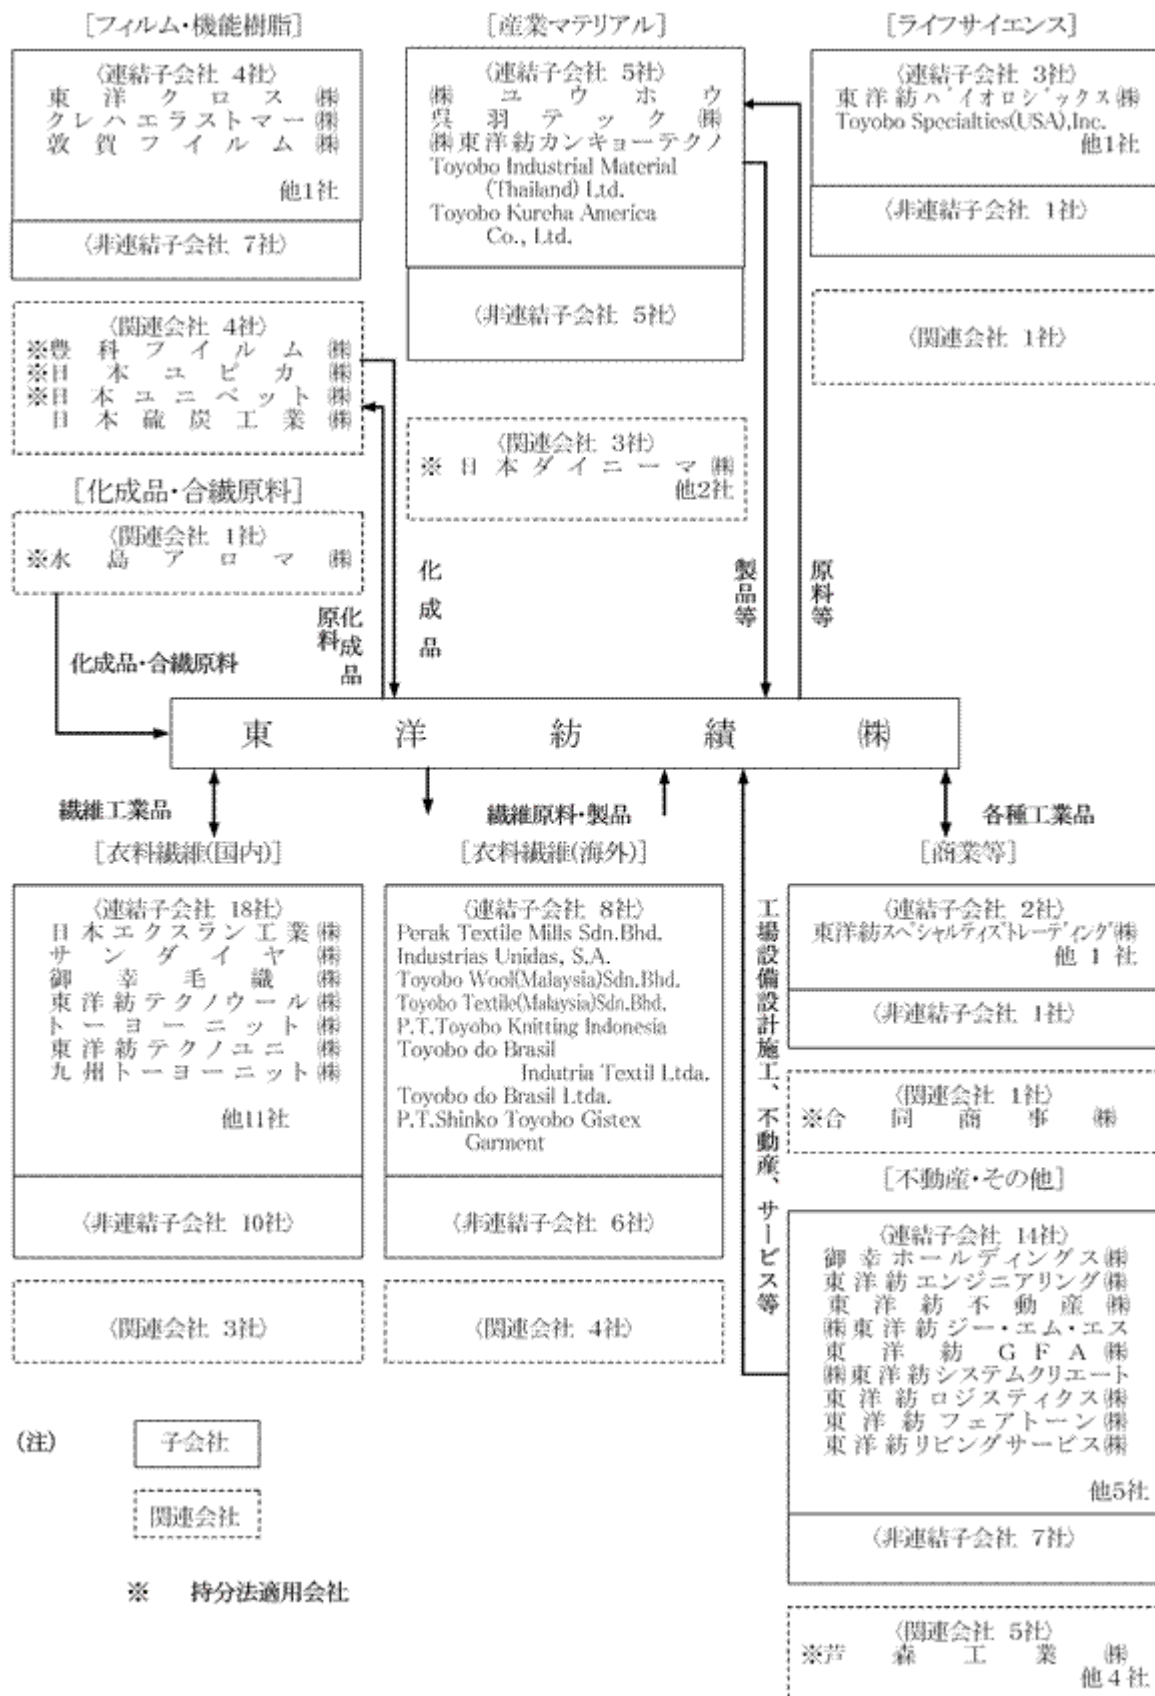 [フィルム・機能樹脂]
〈連結子会社 4社〉
東洋クロス㈱
クレハエラストマー㈱
敦賀フイルム㈱
他1社
〈非連結子会社 7社〉
〈関連会社 4社〉
※豊科フイルム㈱
※日本ユピカ㈱
※日本ユニペット㈱
日本硫炭工業㈱
[化成品・合繊原料]
〈関連会社 1社〉
※水島アロマ㈱
化成品・合繊原料
[産業マテリアル]
〈連結子会社 5社〉
㈱ユウホウ
呉羽テック㈱
㈱東洋紡カンキョーテクノ
Toyobo Industrial Material
(Thailand) Ltd.
Toyobo Kureha America
Co., Ltd.
〈非連結子会社 5社〉
〈関連会社 3社〉
※日本ダイニーマ㈱
他2社
[ライフサイエンス]
〈連結子会社 3社〉
東洋紡バイオロジックス㈱
Toyobo Specialties(USA),Inc.
他1社
〈非連結子会社 1社〉
〈関連会社 1社〉
化成品
原料
化成品
製品等
原料等
東洋紡績㈱
繊維工業品
繊維原料・製品
各種工業品
[衣料繊維(国内)]
〈連結子会社 18社〉
日本エクスラン工業㈱
サンダイヤ㈱
御幸毛織㈱
東洋紡テクノウール㈱
トーヨーニット㈱
東洋紡テクノユニ㈱
九州トーヨーニット㈱
他11社
〈非連結子会社 10社〉
〈関連会社 3社〉
[衣料繊維(海外)]
〈連結子会社 8社〉
Perak Textile Mills Sdn.Bhd.
Industrias Unidas, S.A.
Toyobo Wool(Malaysia)Sdn.Bhd.
Toyobo Textile(Malaysia)Sdn.Bhd.
P.T.Toyobo Knitting Indonesia
Toyobo do Brasil
Indutria Textil Ltda.
Toyobo do Brasil Ltda.
P.T.Shinko Toyobo Gistex
Garment
〈非連結子会社 6社〉
〈関連会社 4社〉
工場設備設計施工、不動産、サービス等
[商業等]
〈連結子会社 2社〉
東洋紡スペシャルティズトレーディング㈱
他1社
〈非連結子会社 1社〉
〈関連会社 1社〉
※合同商事㈱
[不動産・その他]
〈連結子会社 14社〉
御幸ホールディングス㈱
東洋紡エンジニアリング㈱
東洋紡不動産㈱
㈱東洋紡ジー・エム・エス
東洋紡GFA㈱
㈱東洋紡システムクリエート
東洋紡ロジスティクス㈱
東洋紡フェアトーン㈱
東洋紡リビングサービス㈱
他5社
〈非連結子会社 7社〉
〈関連会社 5社〉
※芦森工業㈱
他4社
(注)
子会社
関連会社
※ 持分法適用会社